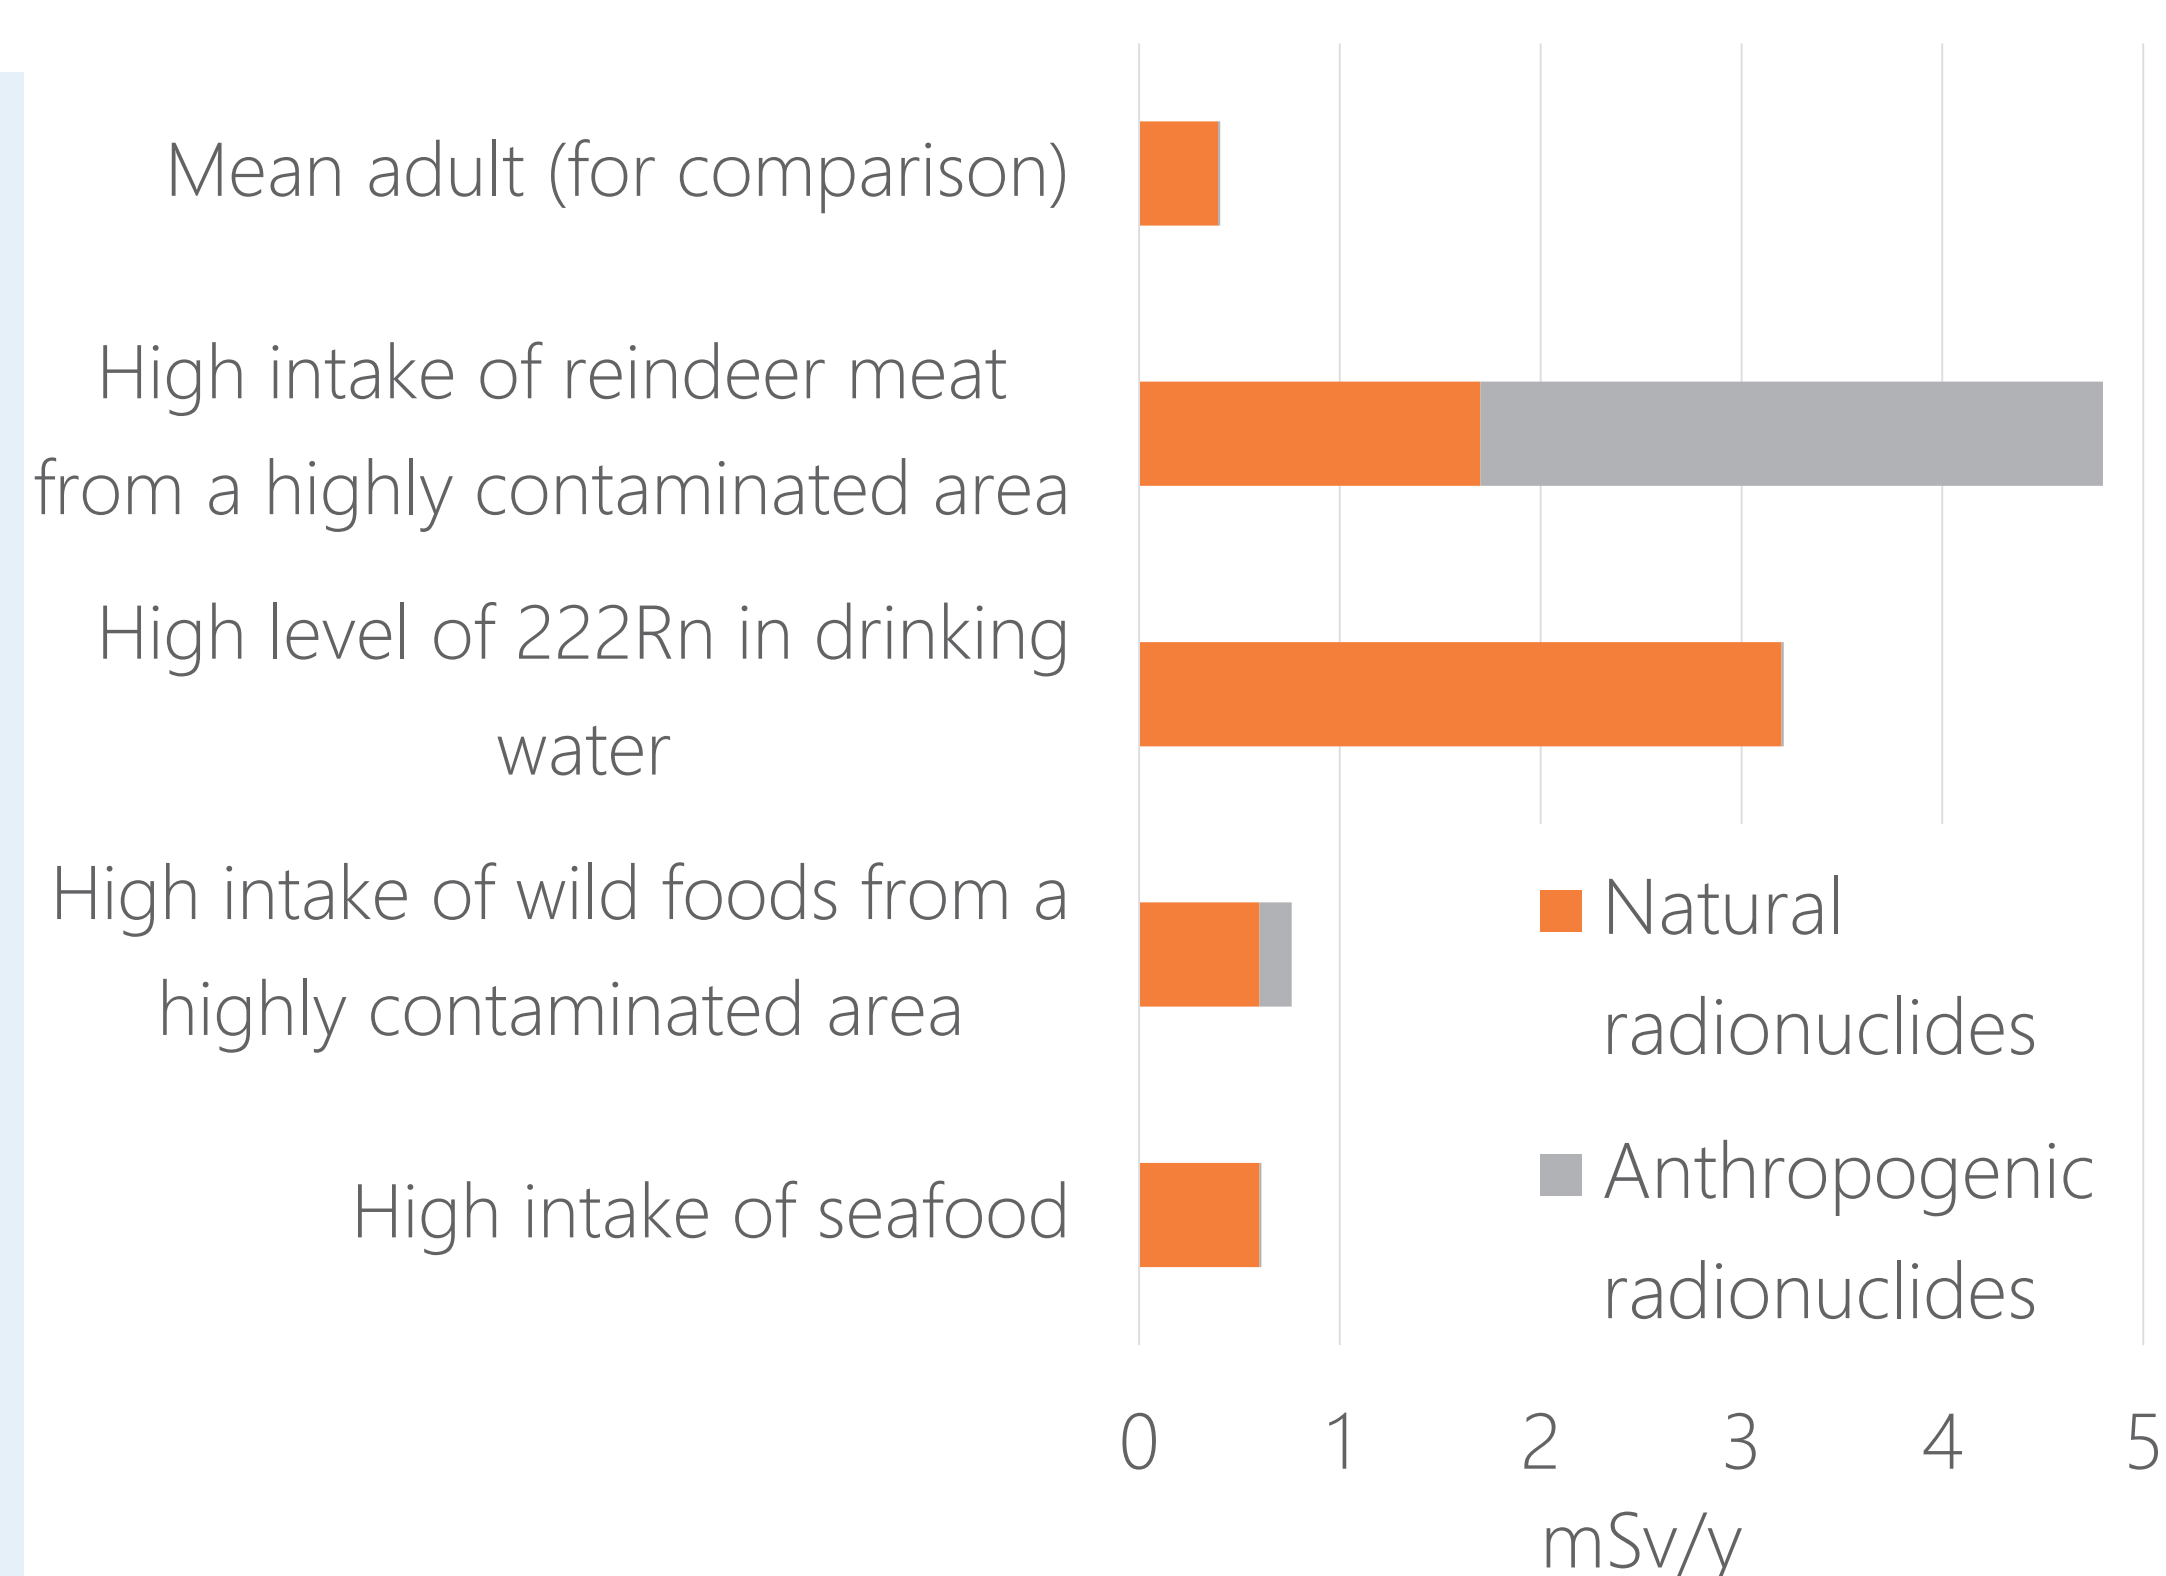 Mean adult (for comparison)
High intake of reindeer meat
from a highly contaminated area
High level of 222Rn in drinking
water
High intake of wild foods from a
highly contaminated area
High intake of seafood
Natural
radionuclides
Anthropogenic
radionuclides
0 1 2 3 4 5
mSv/y